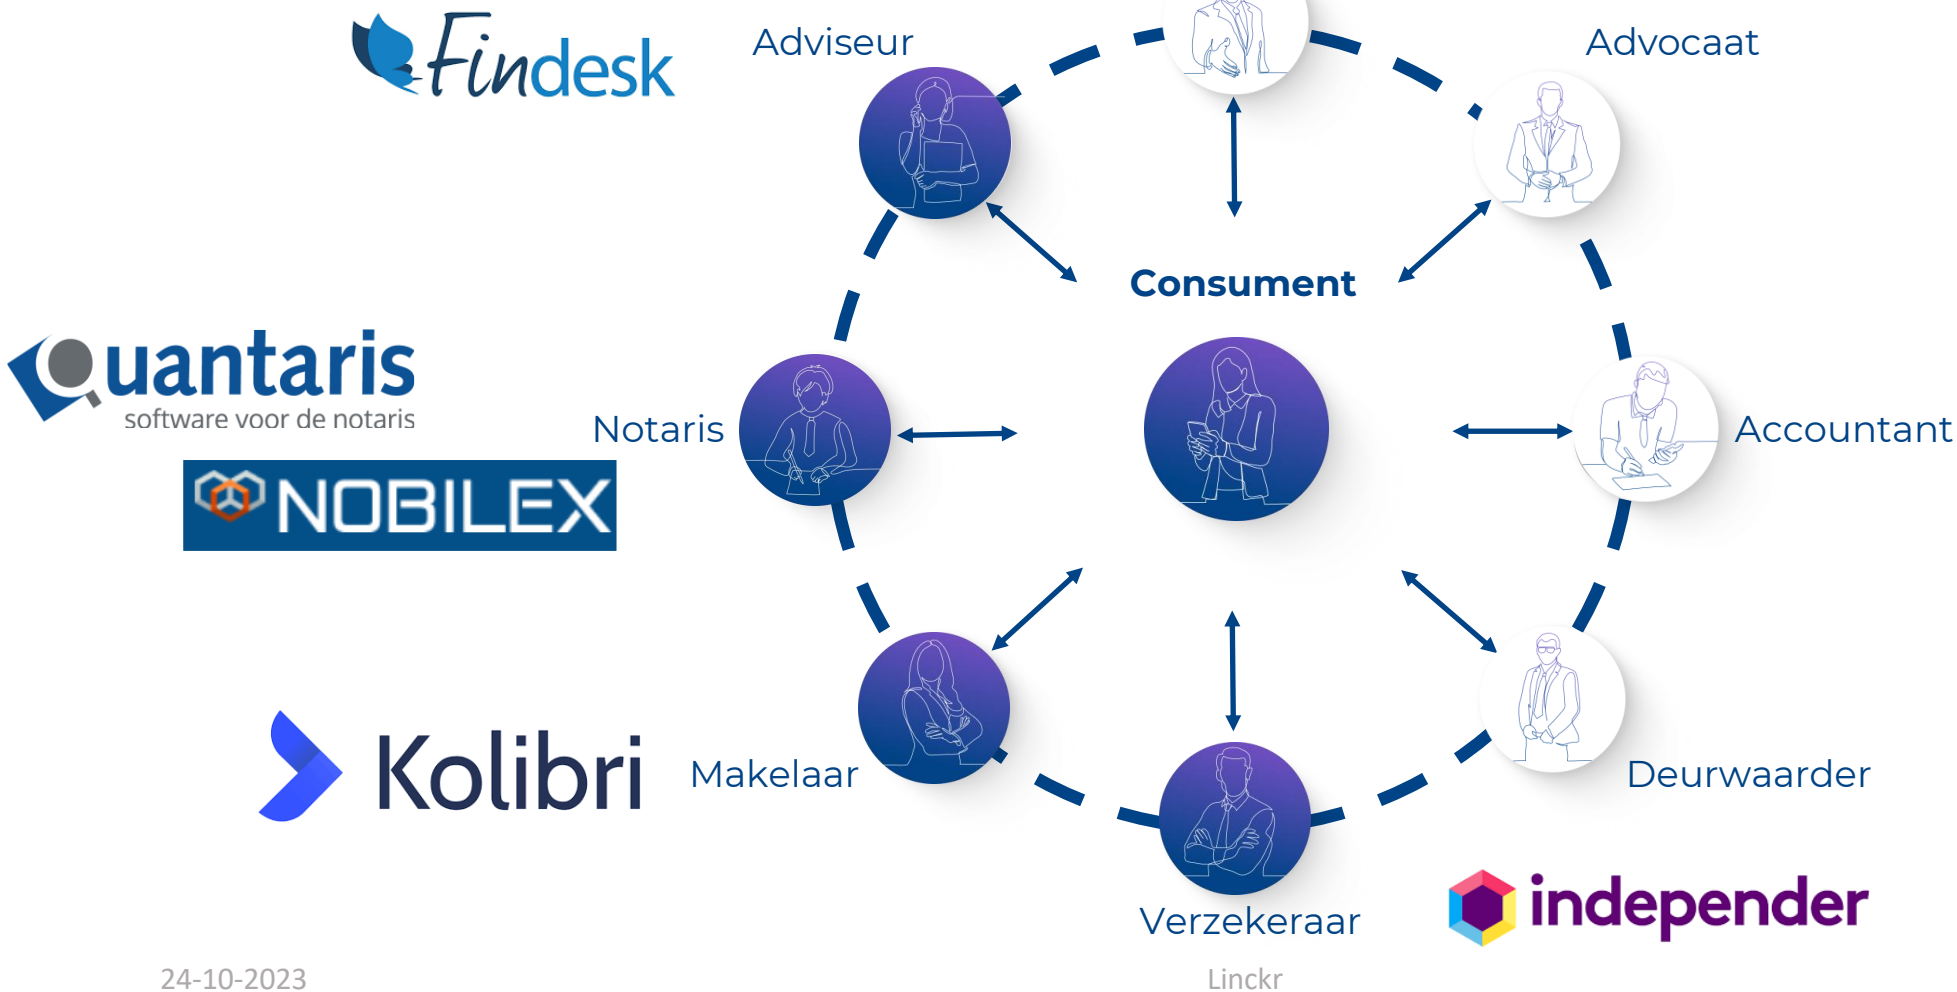 Findesk
Adviseur
Advocaat
Consument
Quantaris
software voor de notaris
Notaris
Accountant
NOBILEX
Kolibri
Makelaar
Deurwaarder
Verzekeraar
independer
24-10-2023
Linckr